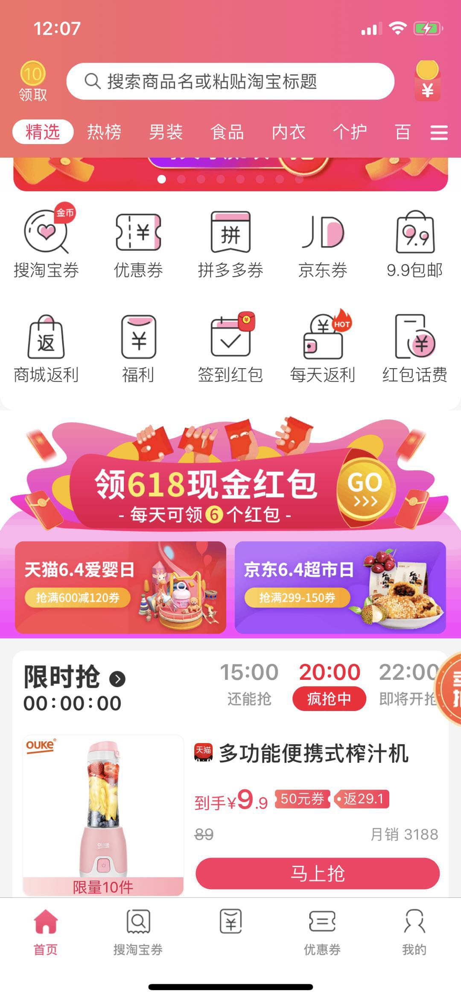 12:07
10
领取
搜索商品名或粘贴淘宝标题
¥
精选 热榜 男装 食品 内衣 个护 百
金币
¥
拼
JD
9.9
搜淘宝券 优惠券 拼多多券 京东券 9.9包邮
返
¥
¥
¥ HOT
¥
商城返利 福利 签到红包 每天返利 红包话费
领618现金红包
GO
>>>
- 每天可领6个红包 -
天猫6.4爱婴日
抢满600减120券
京东6.4超市日
抢满299-150券
限时抢
00:00:00
15:00 20:00 22:00
还能抢 疯抢中 即将开抢
OUKE®
OUKE
限量10件
天猫 多功能便携式榨汁机
到手¥9.9 50元券 返29.1
89 月销 3188
马上抢
¥
首页 搜淘宝券 优惠券 我的